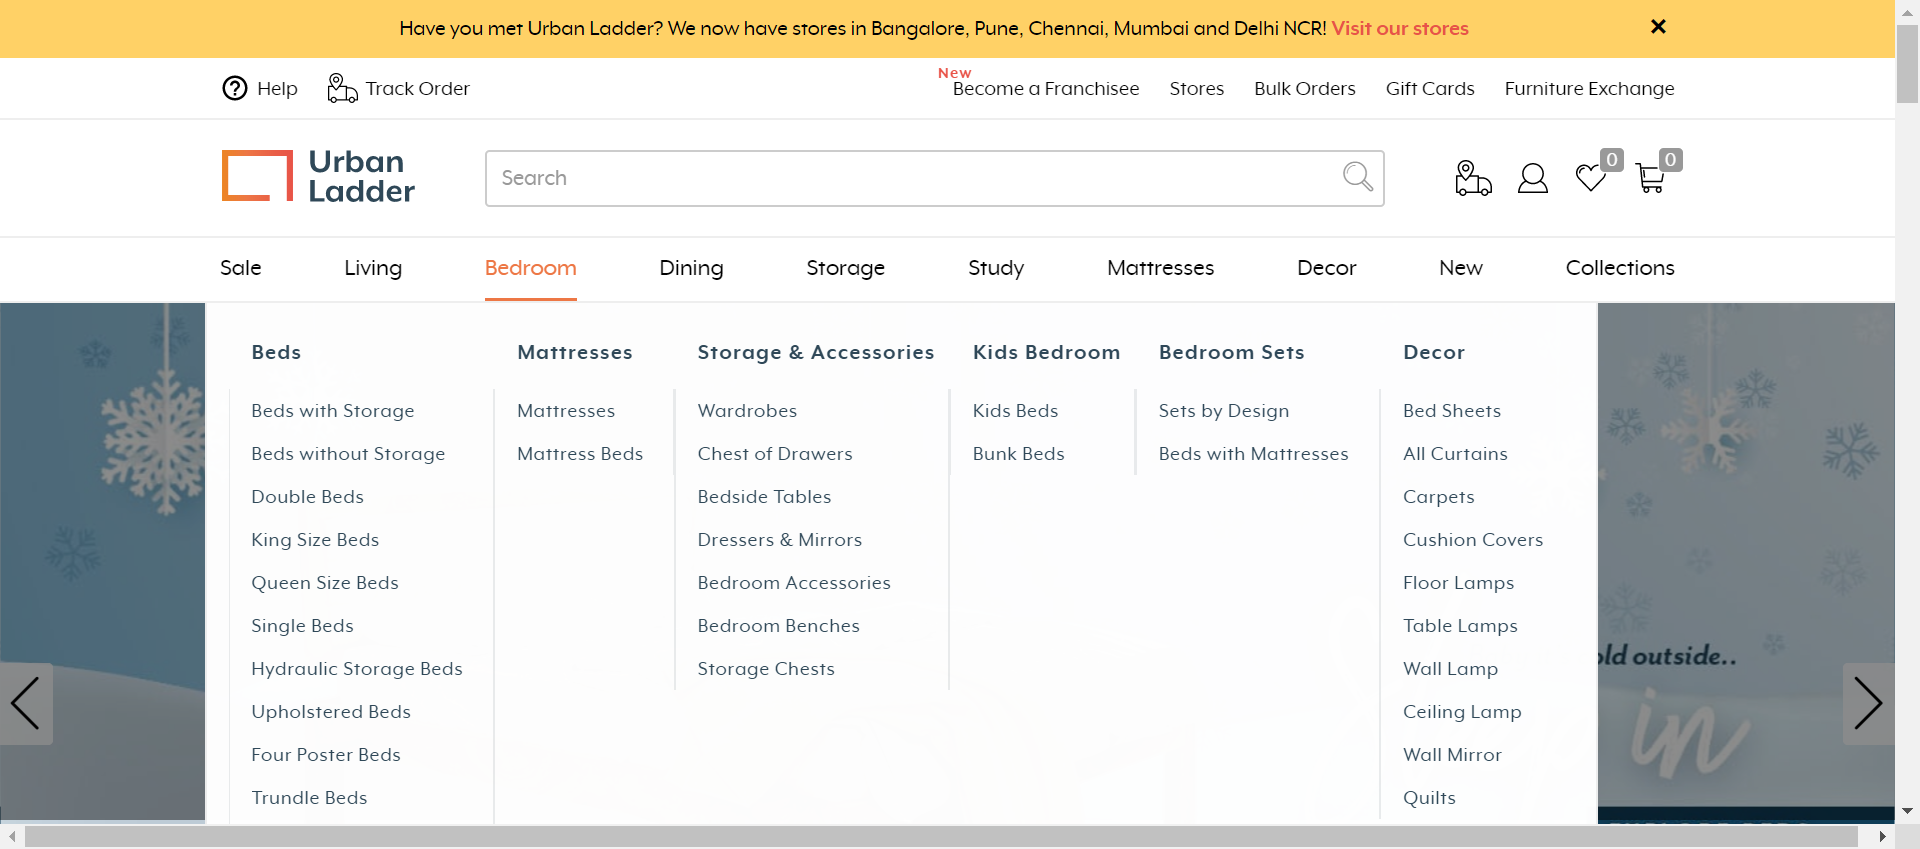 Have you met Urban Ladder? We now have stores in Bangalore, Pune, Chennai, Mumbai and Delhi NCR! Visit our stores
Help
Track Order
New
Become a Franchisee
Stores
Bulk Orders
Gift Cards
Furniture Exchange
Urban
Ladder
Search
0
0
Sale
Living
Bedroom
Dining
Storage
Study
Mattresses
Decor
New
Collections
Beds
Beds with Storage
Beds without Storage
Double Beds
King Size Beds
Queen Size Beds
Single Beds
Hydraulic Storage Beds
Upholstered Beds
Four Poster Beds
Trundle Beds
Mattresses
Mattresses
Mattress Beds
Storage & Accessories
Wardrobes
Chest of Drawers
Bedside Tables
Dressers & Mirrors
Bedroom Accessories
Bedroom Benches
Storage Chests
Kids Bedroom
Kids Beds
Bunk Beds
Bedroom Sets
Sets by Design
Beds with Mattresses
Decor
Bed Sheets
All Curtains
Carpets
Cushion Covers
Floor Lamps
Table Lamps
Wall Lamp
Ceiling Lamp
Wall Mirror
Quilts
old outside..
in